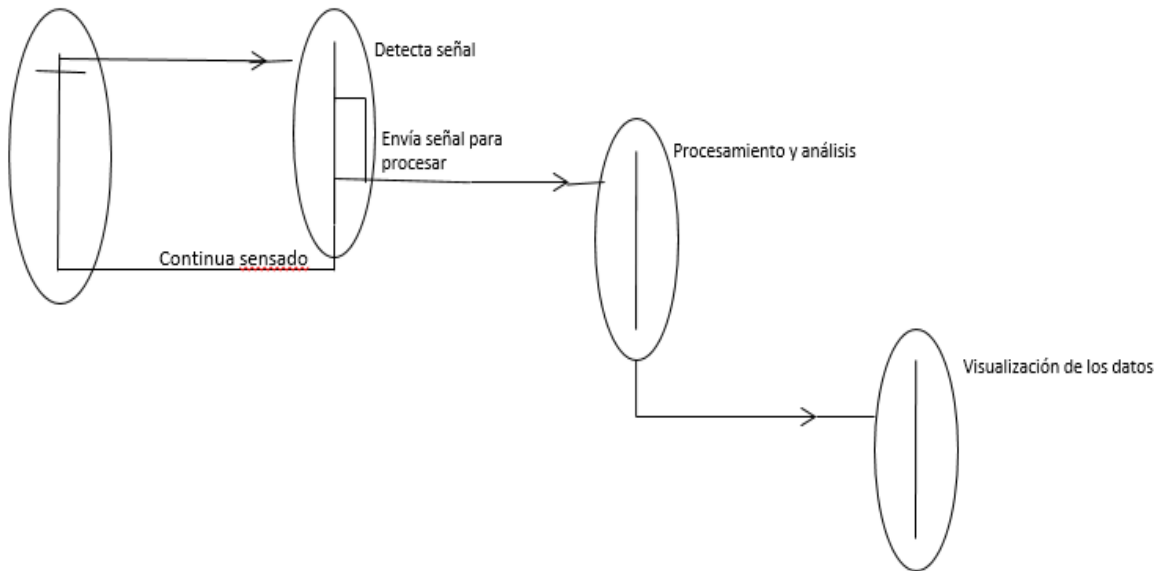 Detecta señal
Envía señal para
procesar
Procesamiento y análisis
Continua sensado
Visualización de los datos